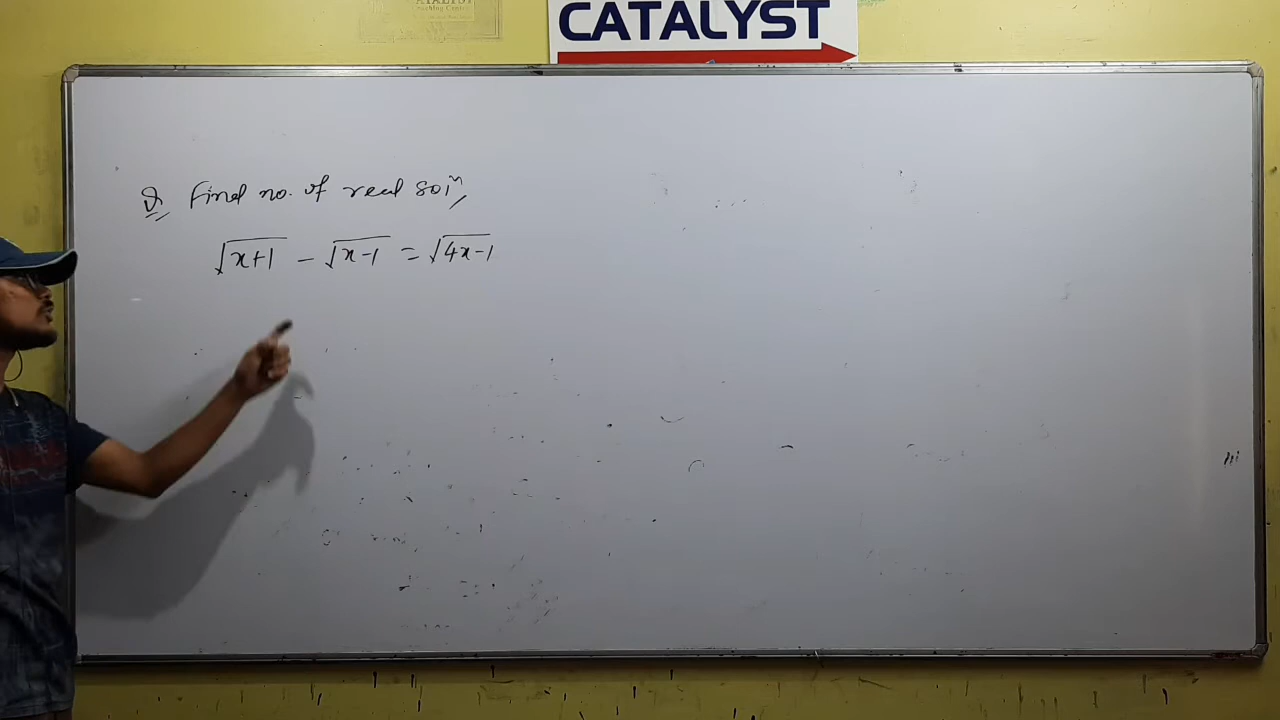 CATALYST
Q. Find no. of real solⁿ,
√(x+1) - √(x-1) = √(4x-1)